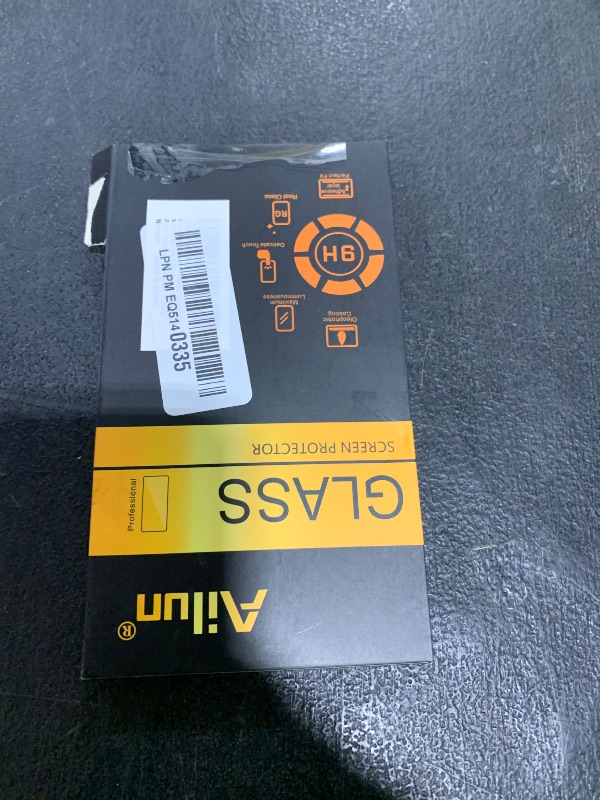 Ailun®
GLASS
Professional
SCREEN PROTECTOR
Oleophobic
Coating
Maximum
Luminousness
Delicate Touch
9H
RG
Real Glass
Adhesive
layer
Perfect Fit
LPN PM EQ5140335